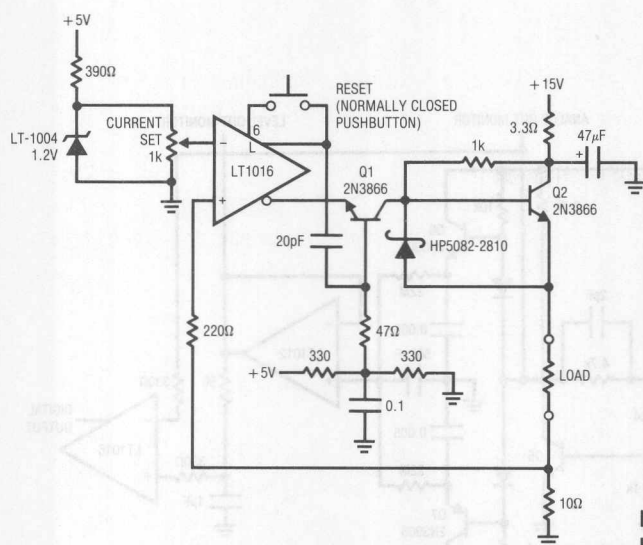 +5V
390Ω
LT-1004
1.2V
CURRENT
SET
1k
6
L
−
+
LT1016
RESET
(NORMALLY CLOSED
PUSHBUTTON)
20pF
Q1
2N3866
1k
+15V
3.3Ω
+
47μF
Q2
2N3866
HP5082-2810
220Ω
47Ω
+5V
330
330
0.1
LOAD
10Ω